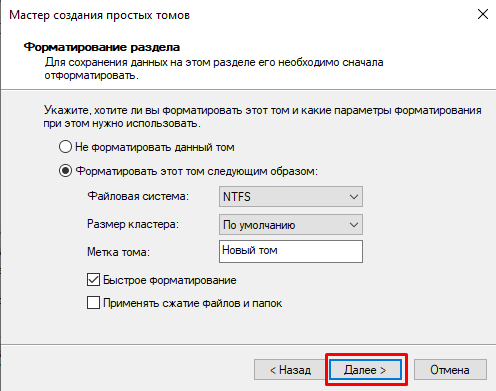 Мастер создания простых томов
Форматирование раздела
Для сохранения данных на этом разделе его необходимо сначала
отформатировать.
Укажите, хотите ли вы форматировать этот том и какие параметры форматирования
при этом нужно использовать.
Не форматировать данный том
Форматировать этот том следующим образом:
Файловая система: NTFS
Размер кластера: По умолчанию
Метка тома: Новый том
Быстрое форматирование
Применять сжатие файлов и папок
< Назад Далее > Отмена